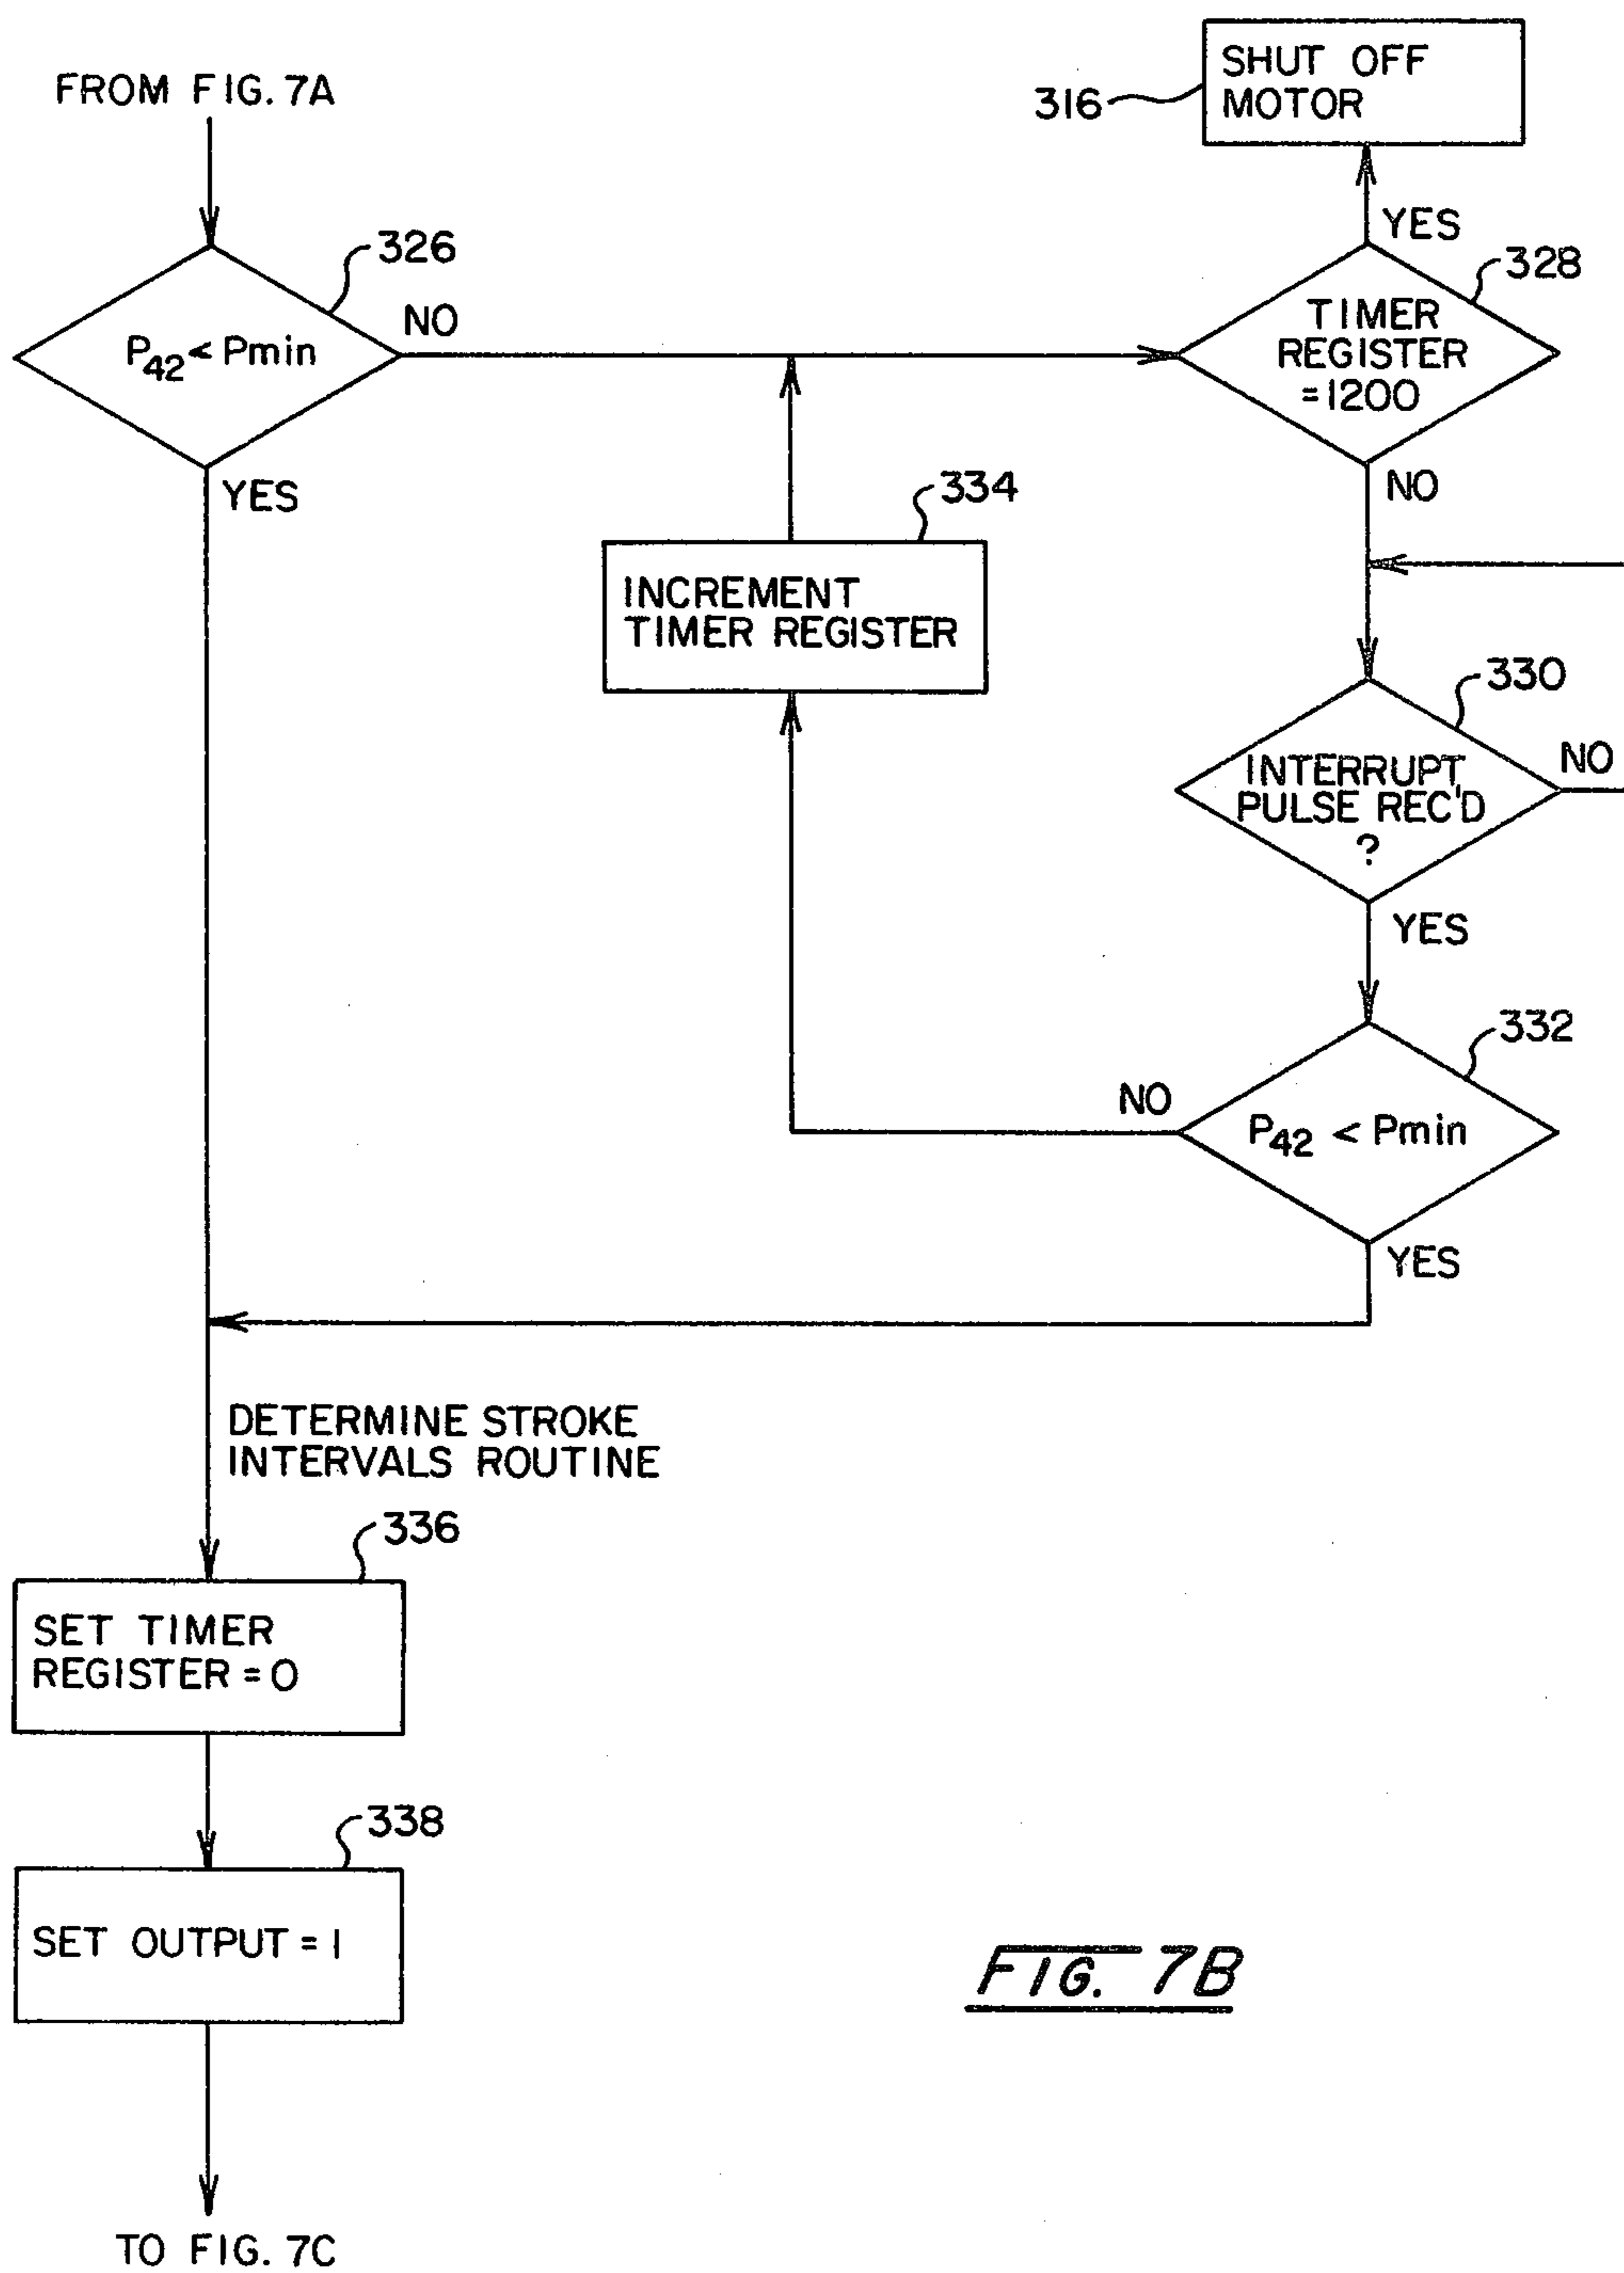 FROM FIG. 7A
SHUT OFF
MOTOR
316
YES
326
328
P42 < Pmin
NO
TIMER
REGISTER
=1200
YES
NO
334
INCREMENT
TIMER REGISTER
330
INTERRUPT
PULSE REC'D
?
NO
YES
332
NO
P42 < Pmin
YES
DETERMINE STROKE
INTERVALS ROUTINE
336
SET TIMER
REGISTER = 0
338
SET OUTPUT = 1
FIG. 7B
TO FIG. 7C